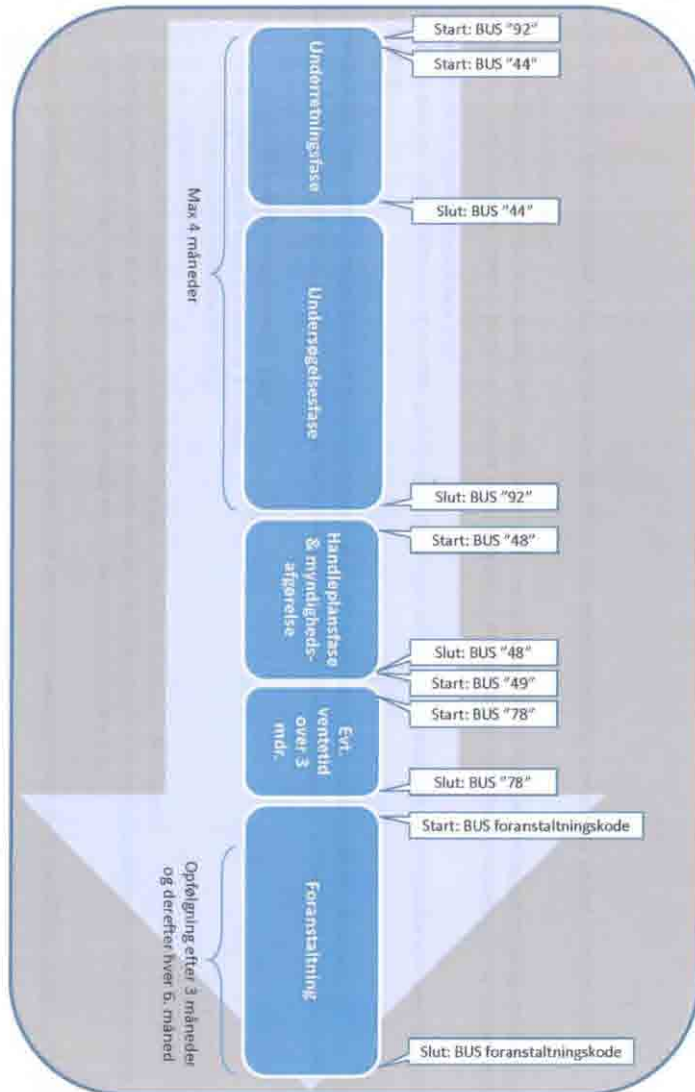 Start: BUS "92"
Start: BUS "44"
Underretningsfase
Slut: BUS "44"
Max 4 måneder
Undersøgelsesfase
Slut: BUS "92"
Start: BUS "48"
Handleplansfase
& myndigheds-
afgørelse
Slut: BUS "48"
Start: BUS "49"
Start: BUS "78"
Evt.
ventetid
over 3
mdr.
Slut: BUS "78"
Start: BUS foranstaltningskode
Foranstaltning
Opfølgning efter 3 måneder
og derefter hver 6. måned
Slut: BUS foranstaltningskode